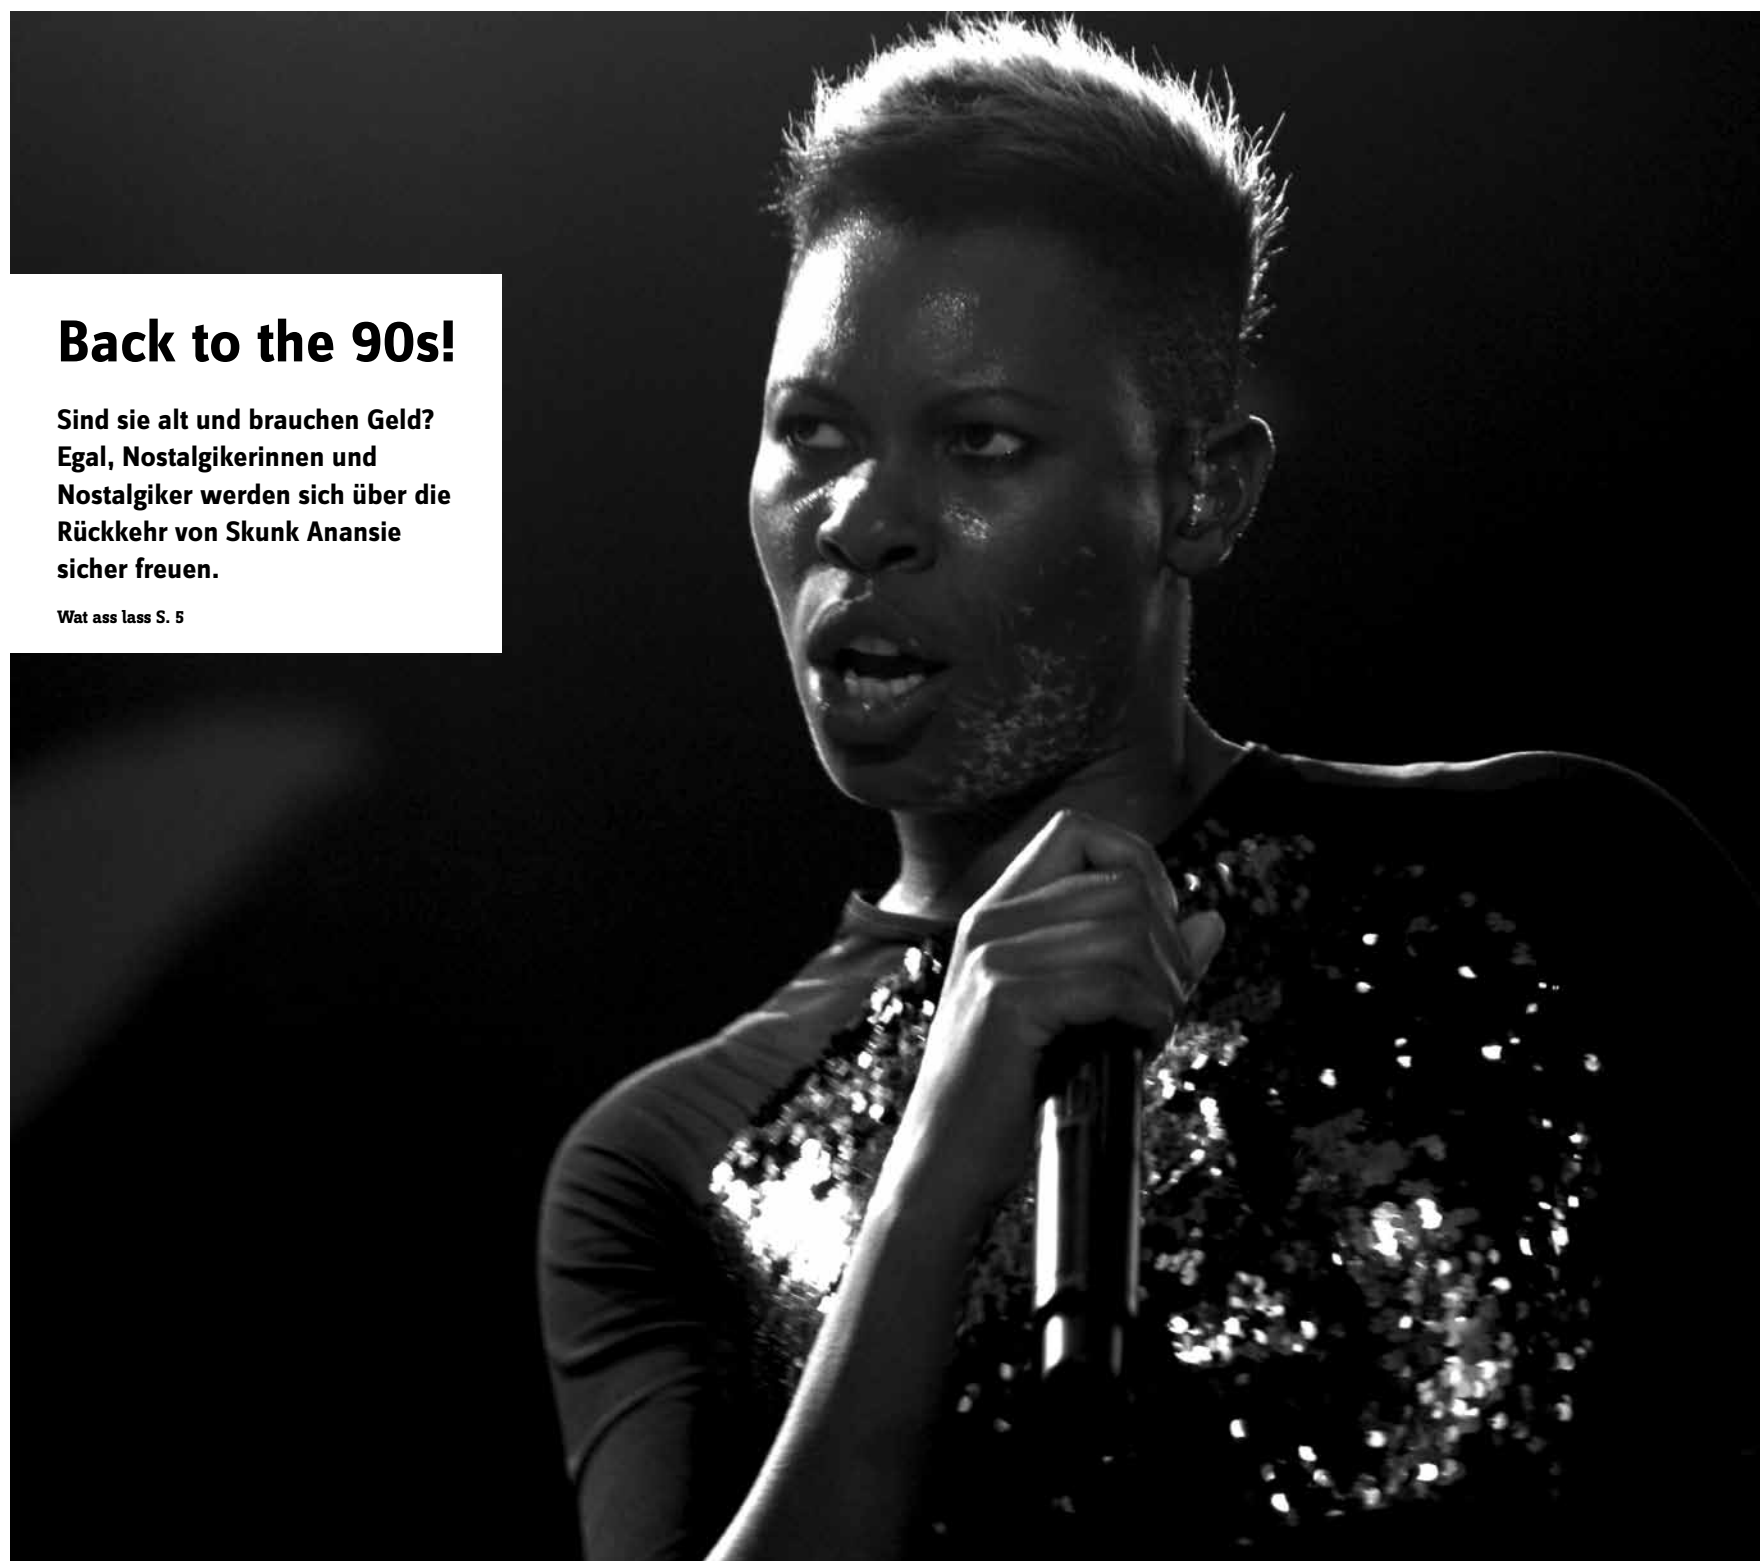 Back to the 90s!
Sind sie alt und brauchen Geld?
Egal, Nostalgikerinnen und
Nostalgiker werden sich über die
Rückkehr von Skunk Anansie
sicher freuen.
Wat ass lass S. 5